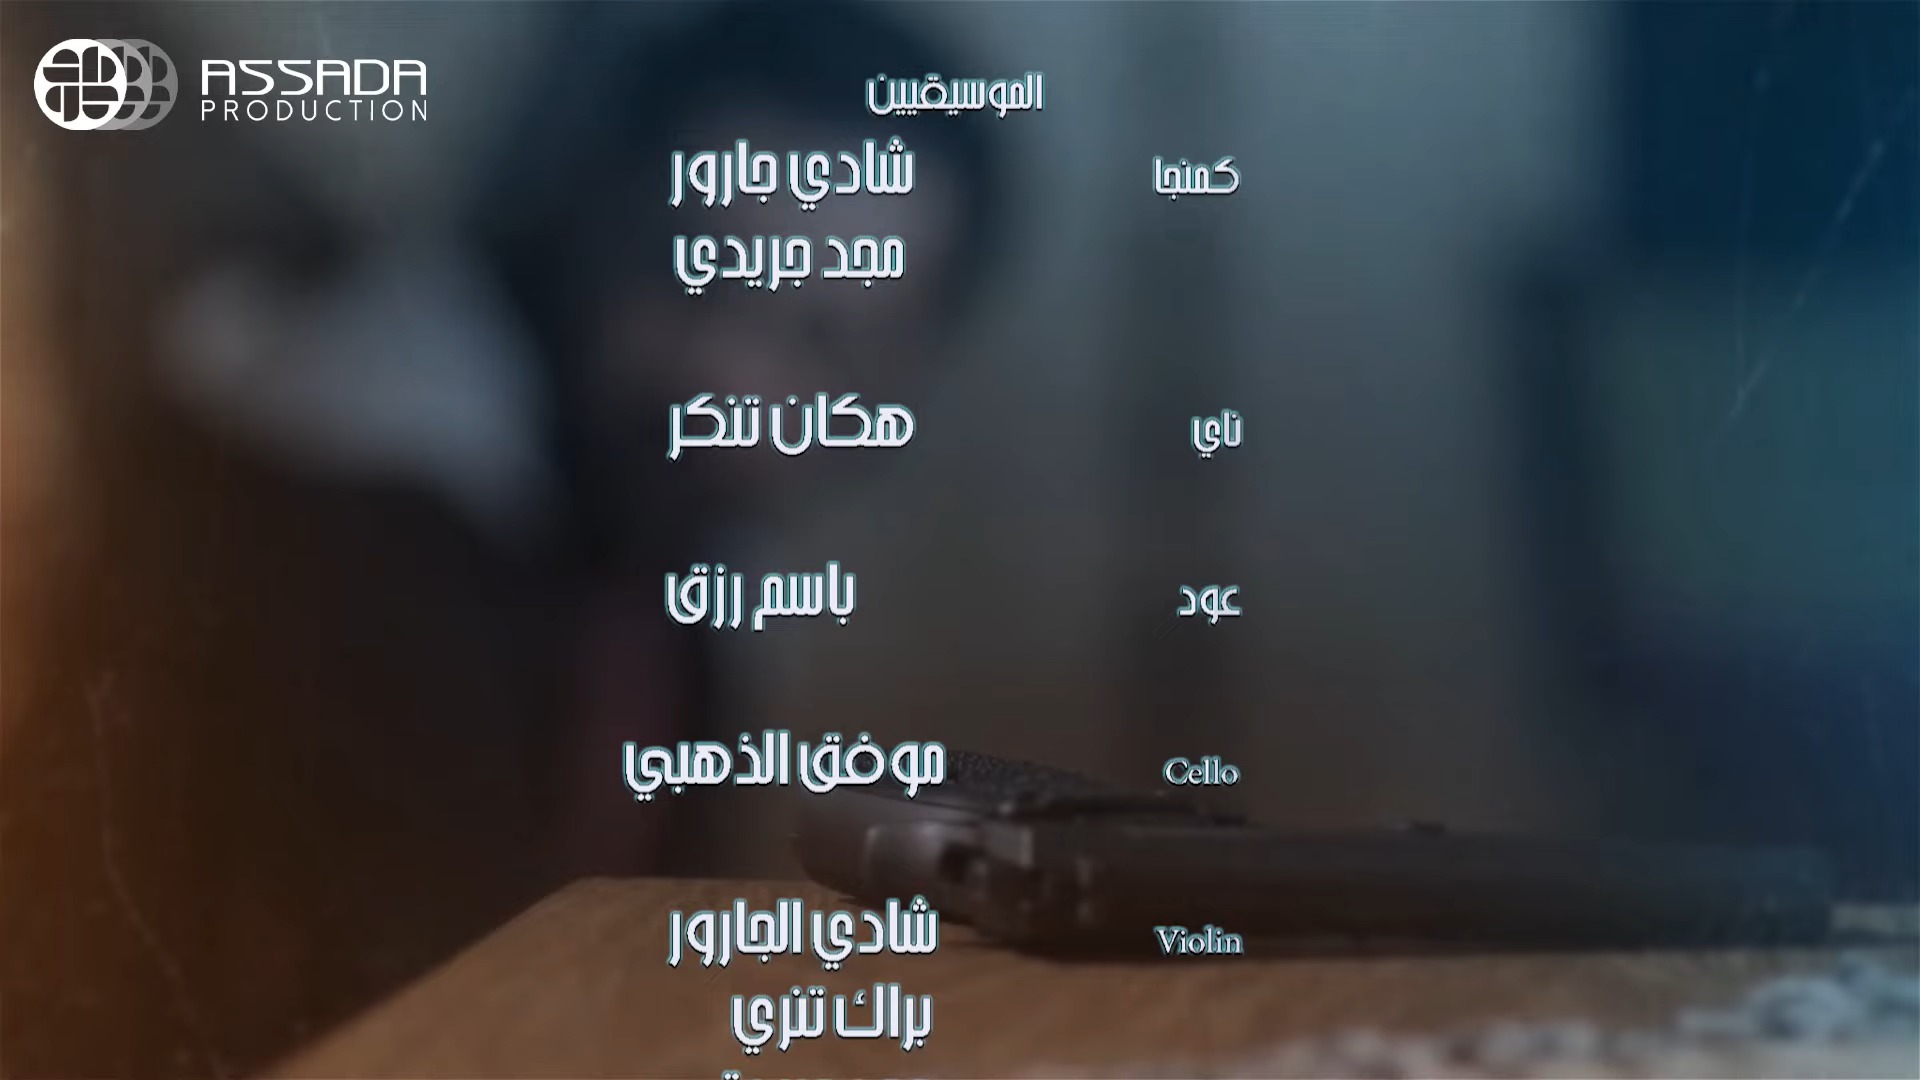 ASSADA
PRODUCTION
الموسيقيين
كمنجا شادي جارور
مجد جريدي
ناي هكان تنكر
عود باسم رزق
Cello موفق الذهبي
Violin شادي الجارور
براك تنري